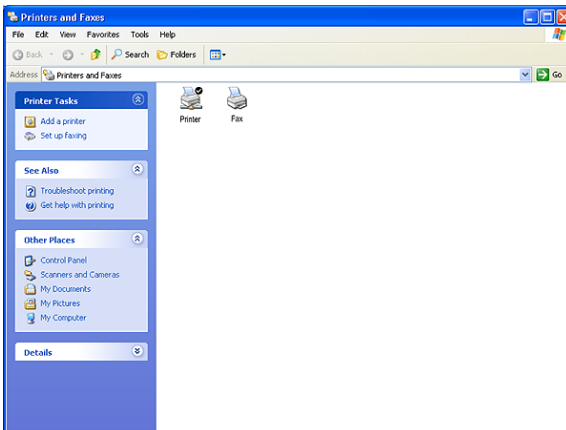 Printers and Faxes
File Edit View Favorites Tools Help
Back Search Folders
Address Printers and Faxes Go
Printer Tasks
Add a printer
Set up faxing
See Also
Troubleshoot printing
Get help with printing
Other Places
Control Panel
Scanners and Cameras
My Documents
My Pictures
My Computer
Details
Printer Fax